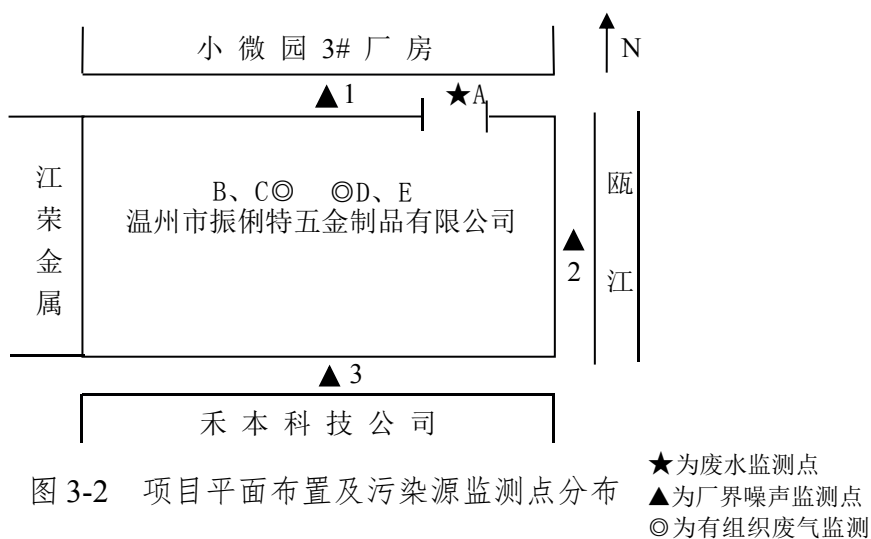 小微园3#厂房
N
▲1
★A
江荣金属
B、C◎ ◎D、E
温州市振俐特五金制品有限公司
▲
2
瓯江
▲3
禾本科技公司
图3-2 项目平面布置及污染源监测点分布
★为废水监测点
▲为厂界噪声监测点
◎为有组织废气监测